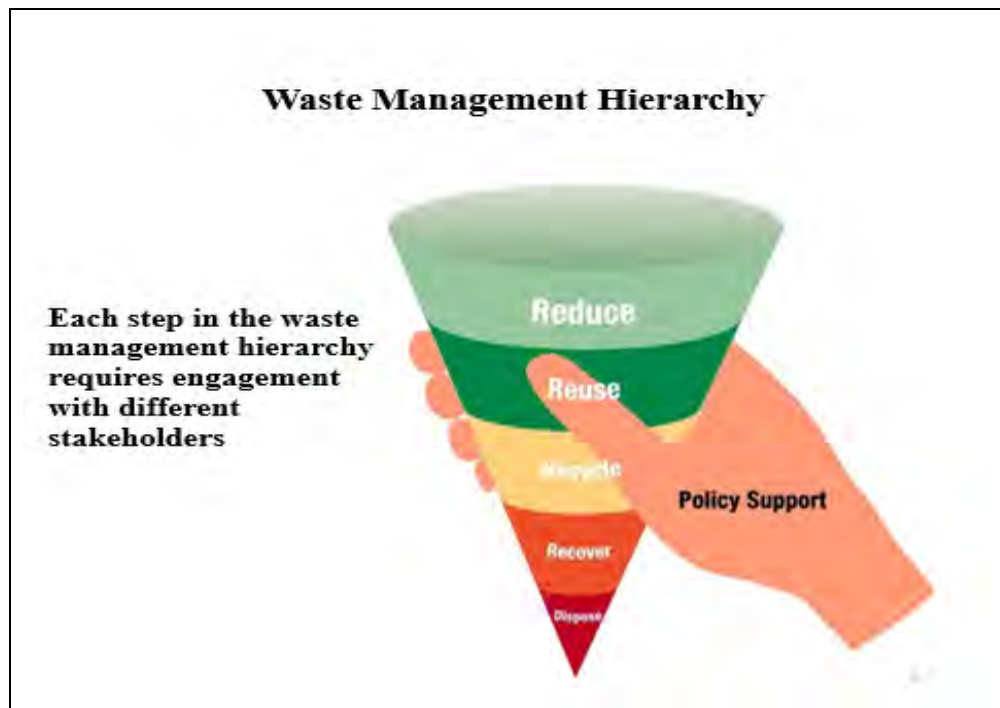 Waste Management Hierarchy
Each step in the waste
management hierarchy
requires engagement
with different
stakeholders
Reduce
Reuse
Recycle
Policy Support
Recover
Dispose